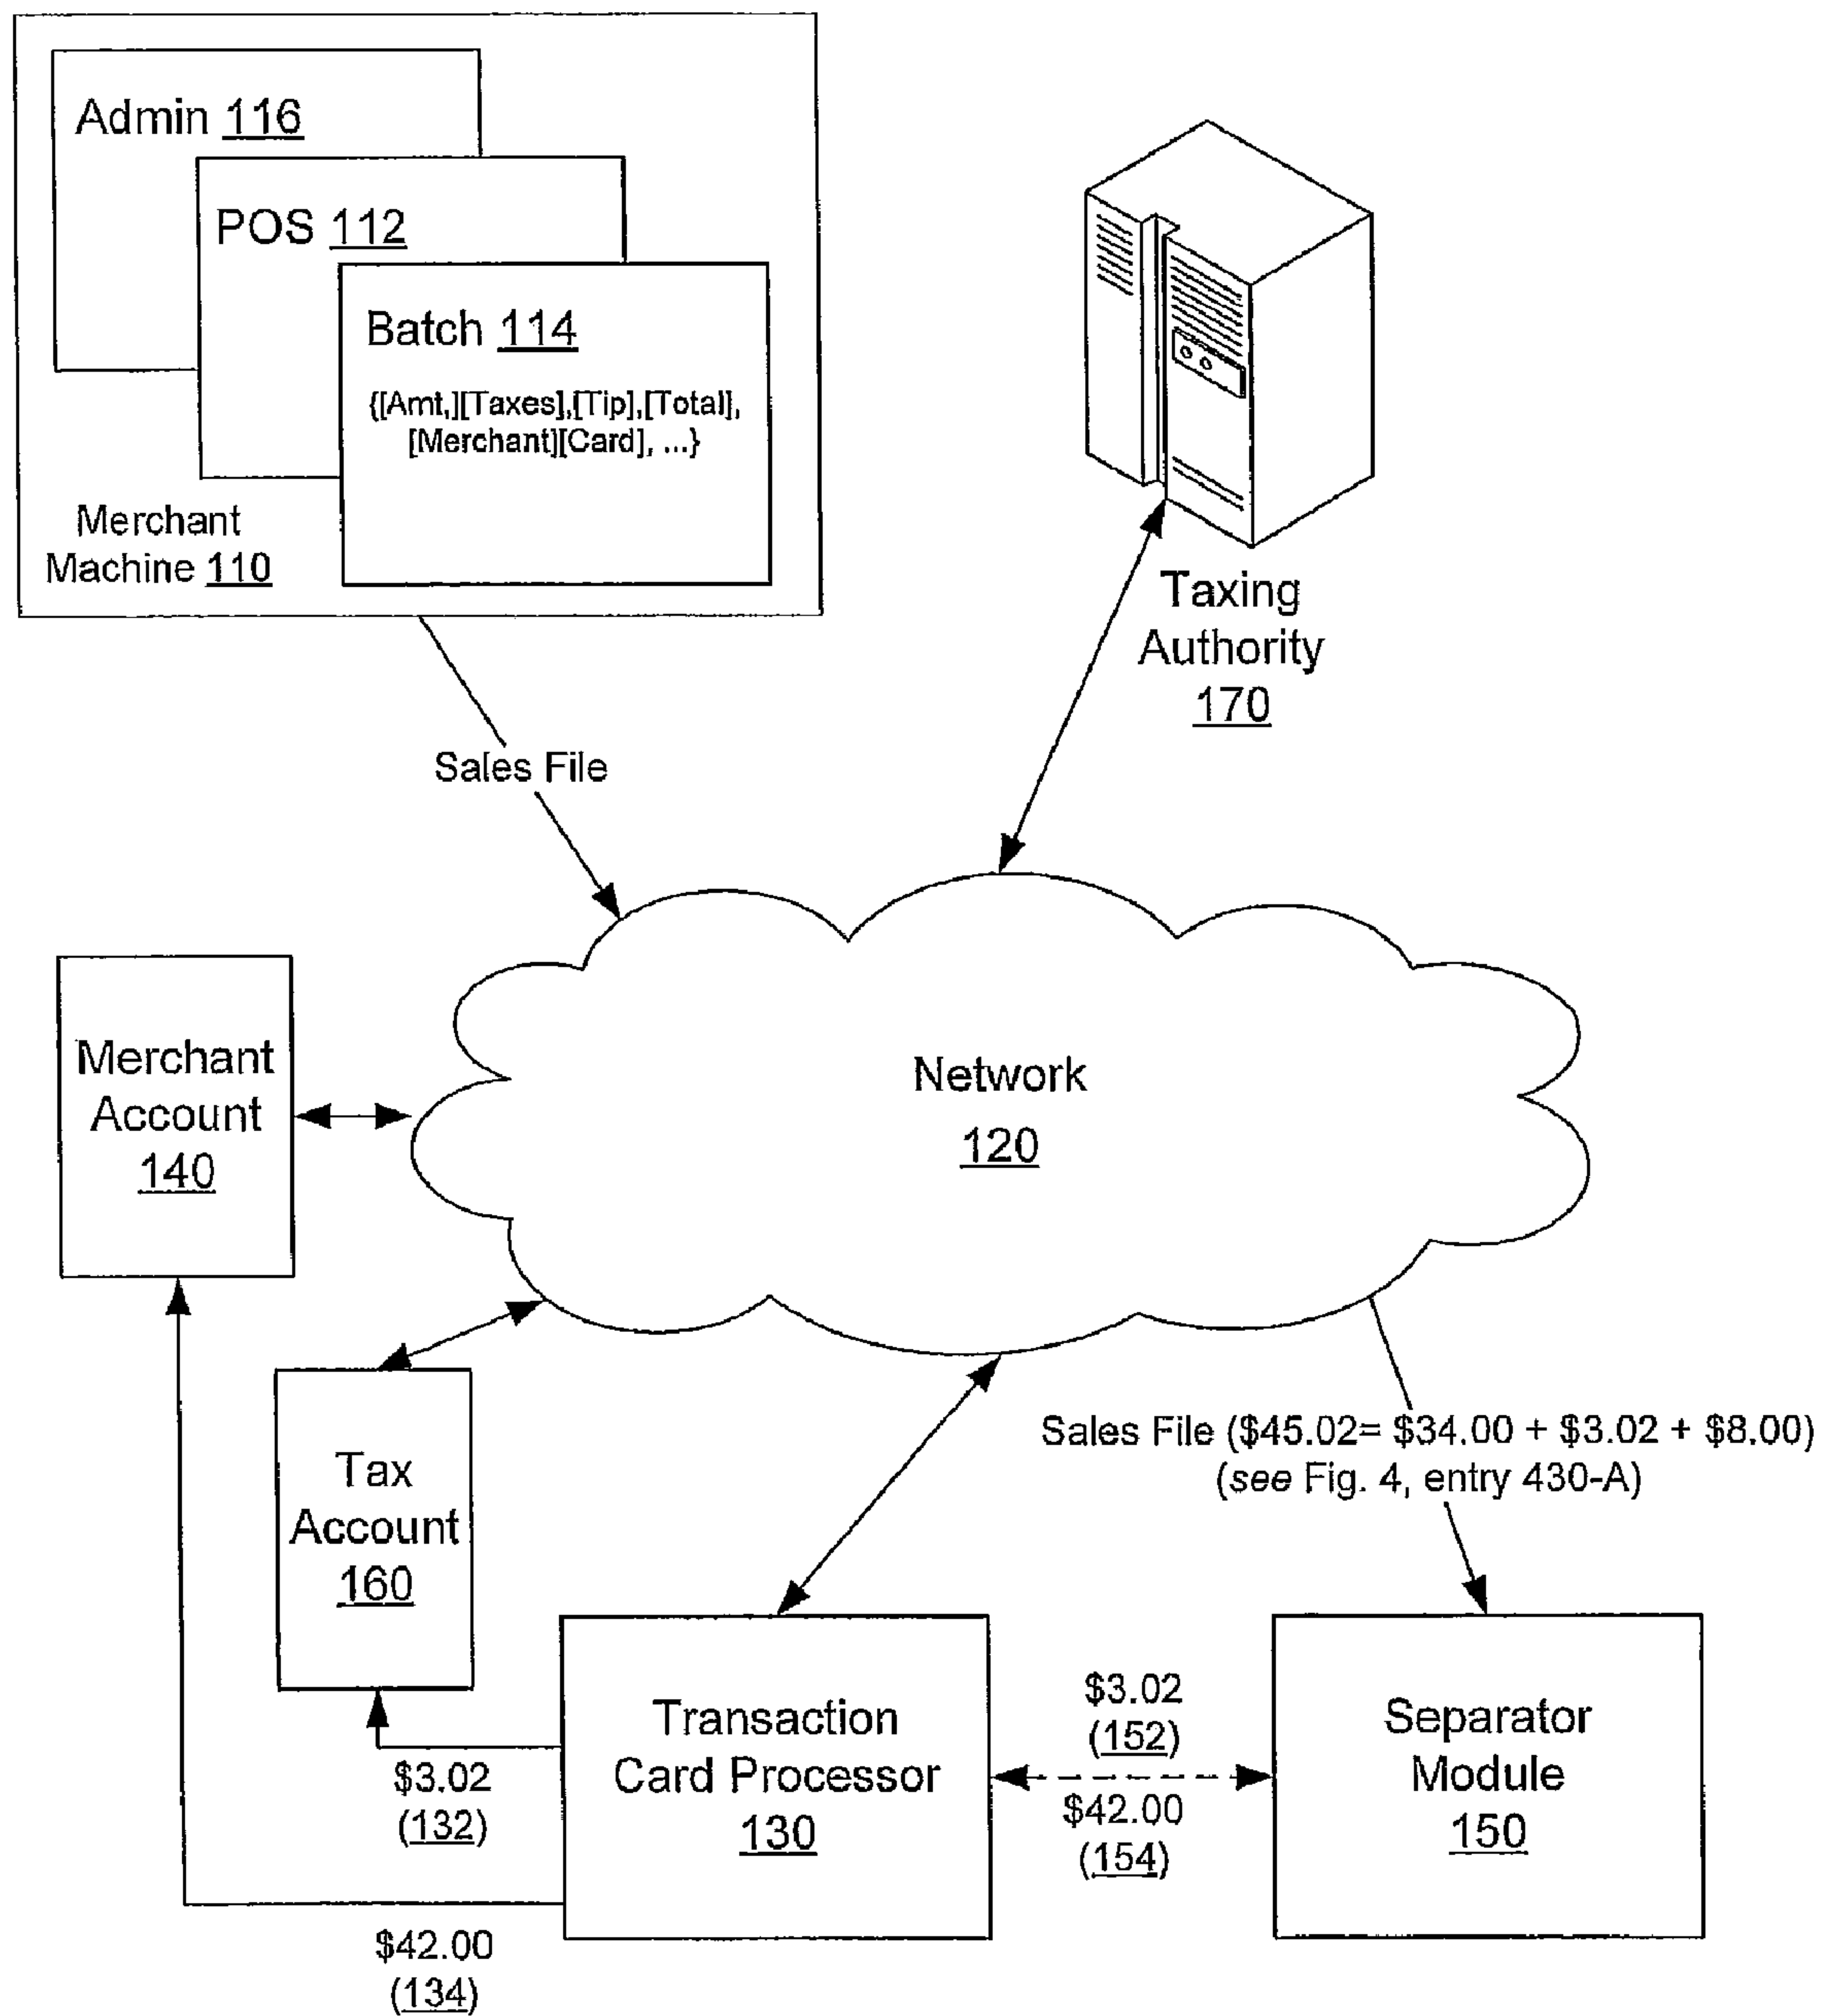 Admin 116
POS 112
Batch 114
{[Amt,][Taxes],[Tip],[Total],
[Merchant][Card], ...}
Merchant
Machine 110
Taxing
Authority
170
Sales File
Network
120
Merchant
Account
140
Sales File ($45.02= $34.00 + $3.02 + $8.00)
(see Fig. 4, entry 430-A)
Tax
Account
160
Transaction
Card Processor
130
$3.02
(152)
$42.00
(154)
Separator
Module
150
$3.02
(132)
$42.00
(134)